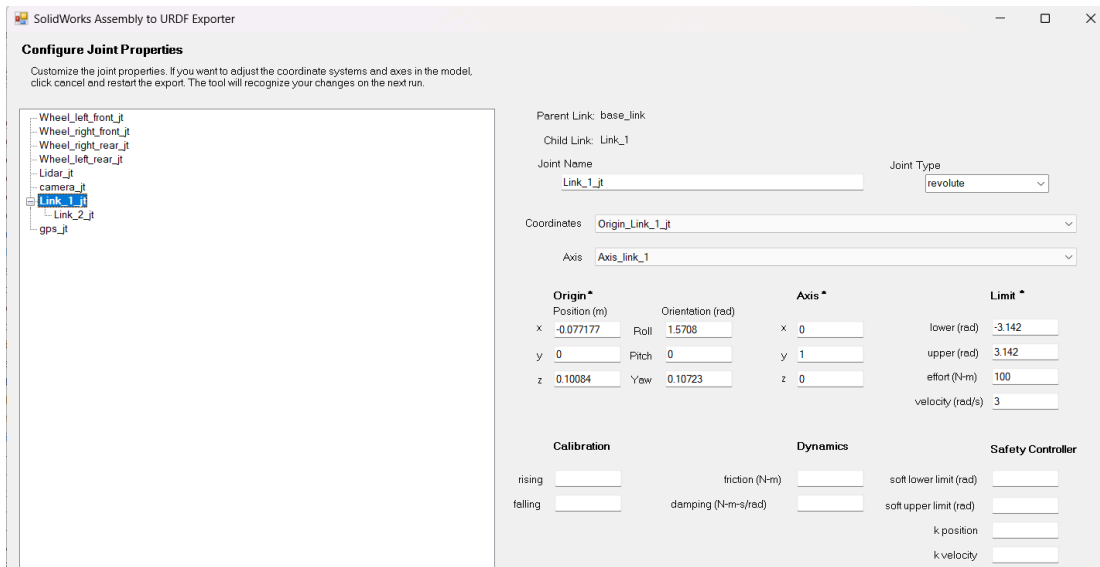 SolidWorks Assembly to URDF Exporter
Configure Joint Properties
Customize the joint properties. If you want to adjust the coordinate systems and axes in the model,
click cancel and restart the export. The tool will recognize your changes on the next run.
Wheel_left_front_jt
Wheel_right_front_jt
Wheel_right_rear_jt
Wheel_left_rear_jt
Lidar_jt
camera_jt
Link_1_jt
Link_2_jt
gps_jt
Parent Link: base_link
Child Link: Link_1
Joint Name
Joint Type
Link_1_jt
revolute
Coordinates Origin_Link_1_jt
Axis Axis_link_1
Origin* Axis* Limit *
Position (m) Orientation (rad)
x -0.077177 Roll 1.5708 x 0 lower (rad) -3.142
y 0 Pitch 0 y 1 upper (rad) 3.142
z 0.10084 Yaw 0.10723 z 0 effort (N-m) 100
velocity (rad/s) 3
Calibration Dynamics Safety Controller
rising friction (N-m) soft lower limit (rad)
falling damping (N-m-s/rad) soft upper limit (rad)
k position
k velocity